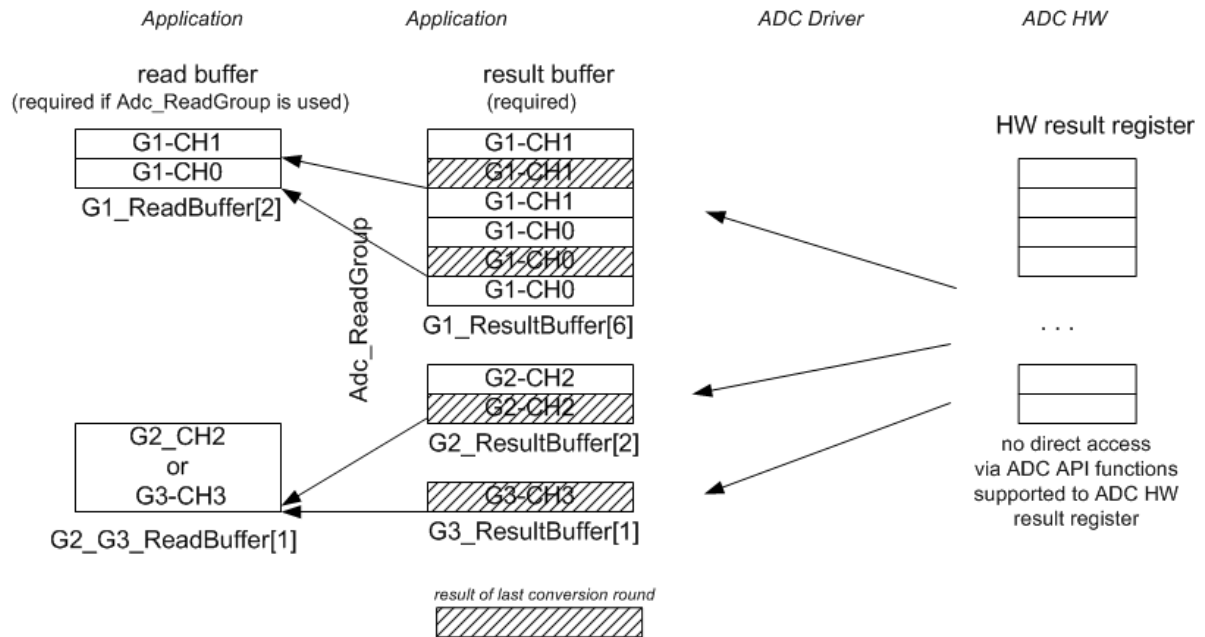 Application
Application
ADC Driver
ADC HW
read buffer
(required if Adc_ReadGroup is used)
G1-CH1
G1-CH0
G1_ReadBuffer[2]
Adc_ReadGroup
G2_CH2
or
G3-CH3
G2_G3_ReadBuffer[1]
result buffer
(required)
G1-CH1
G1-CH1
G1-CH1
G1-CH0
G1-CH0
G1-CH0
G1_ResultBuffer[6]
G2-CH2
G2-CH2
G2_ResultBuffer[2]
G3-CH3
G3_ResultBuffer[1]
HW result register
. . .
no direct access
via ADC API functions
supported to ADC HW
result register
result of last conversion round